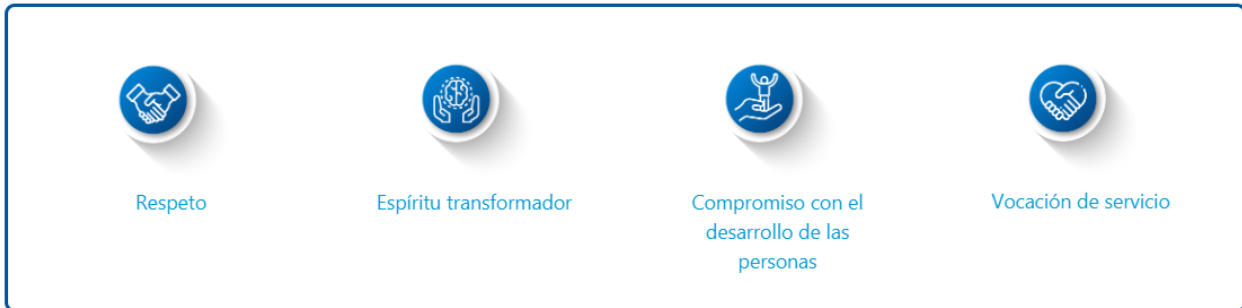 Respeto
Espíritu transformador
Compromiso con el
desarrollo de las
personas
Vocación de servicio